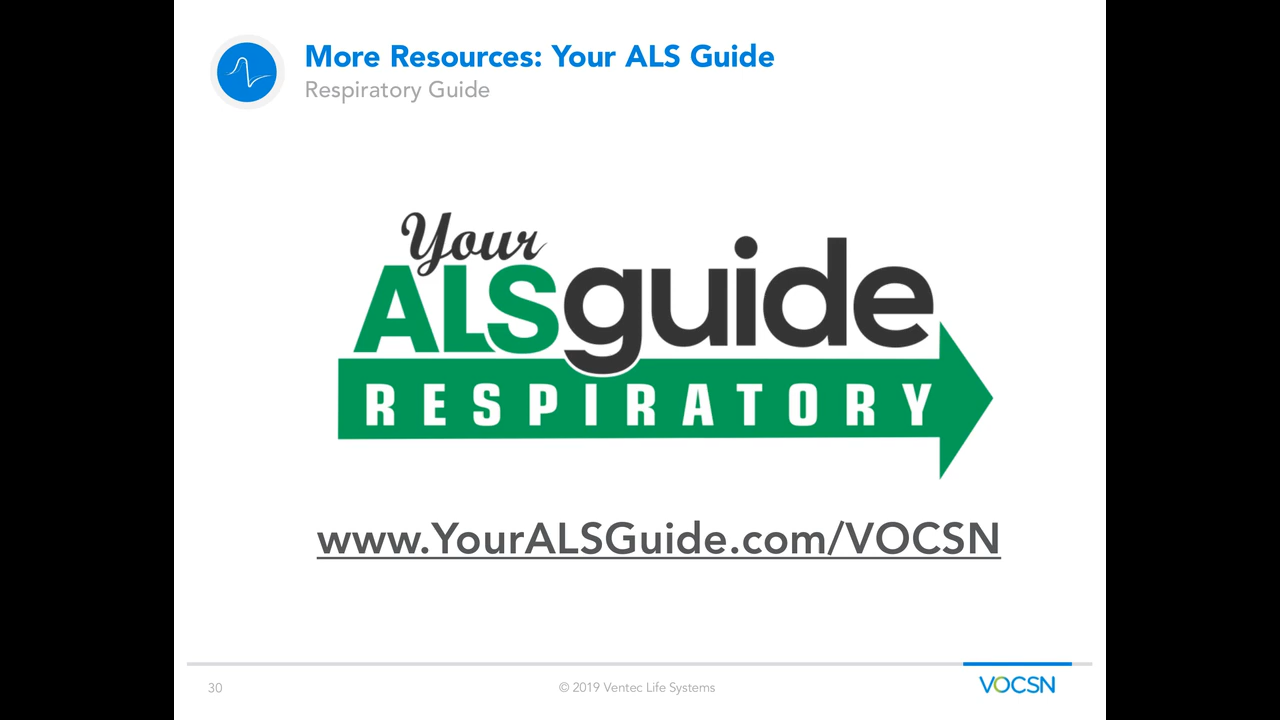 More Resources: Your ALS Guide
Respiratory Guide
Your
ALSguide
RESPIRATORY
www.YourALSGuide.com/VOCSN
30
© 2019 Ventec Life Systems
VOCSN